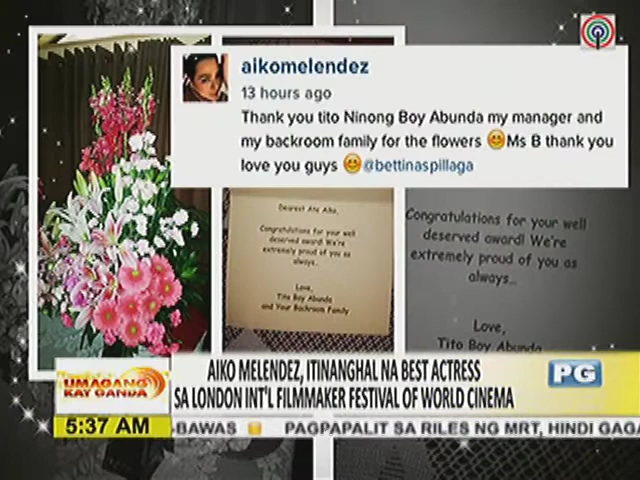 aikomelendez
13 hours ago
Thank you tito Ninong Boy Abunda my manager and
my backroom family for the flowers 😊Ms B thank you
love you guys 😊@bettinaspillaga
Dearest Ate Aiko,
Congratulations for your well
deserved award! We're
extremely proud of you as
always..
Love,
Tito Boy Abunda
and Your Backroom Family
Congratulations for your well
deserved award! We're
extremely proud of you as
always..
Love,
Tito Boy Abunda
AIKO MELENDEZ, ITINANGHAL NA BEST ACTRESS
SA LONDON INT'L FILMMAKER FESTIVAL OF WORLD CINEMA
PG
UMAGANG
KAY GANDA
5:37 AM
-BAWAS PAGPAPALIT SA RILES NG MRT, HINDI GAGA